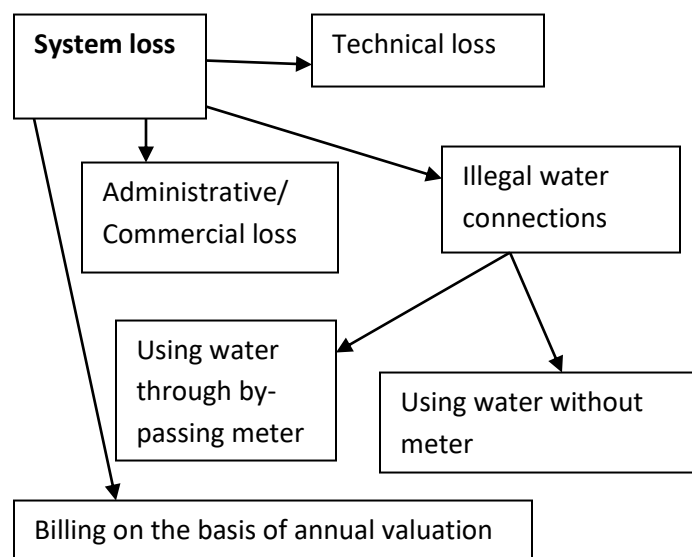 System loss
Technical loss
Administrative/
Commercial loss
Illegal water
connections
Using water
through by-
passing meter
Using water without
meter
Billing on the basis of annual valuation